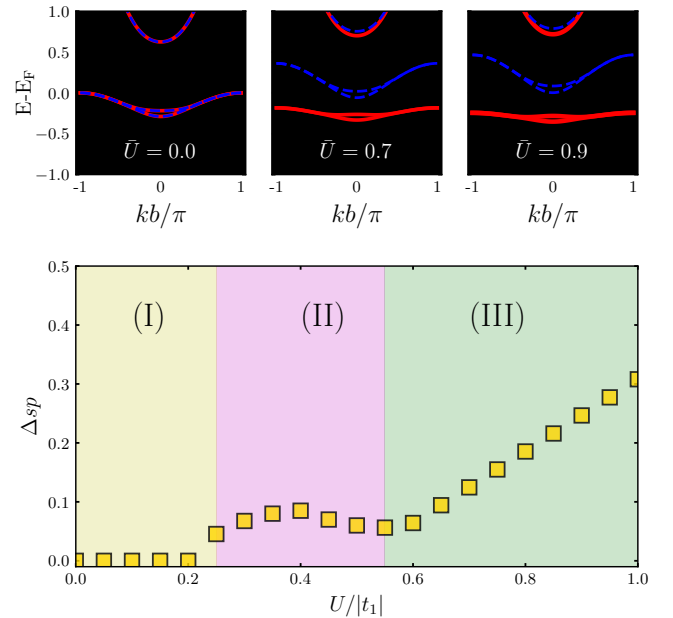 1.0
0.5
0.0
−0.5
−1.0
E-E_F
Ū = 0.0
Ū = 0.7
Ū = 0.9
-1 0 1 -1 0 1 -1 0 1
kb/π kb/π kb/π
0.5
0.4
0.3
0.2
0.1
0.0
Δsp
(I) (II) (III)
0.0 0.2 0.4 0.6 0.8 1.0
U/|t₁|